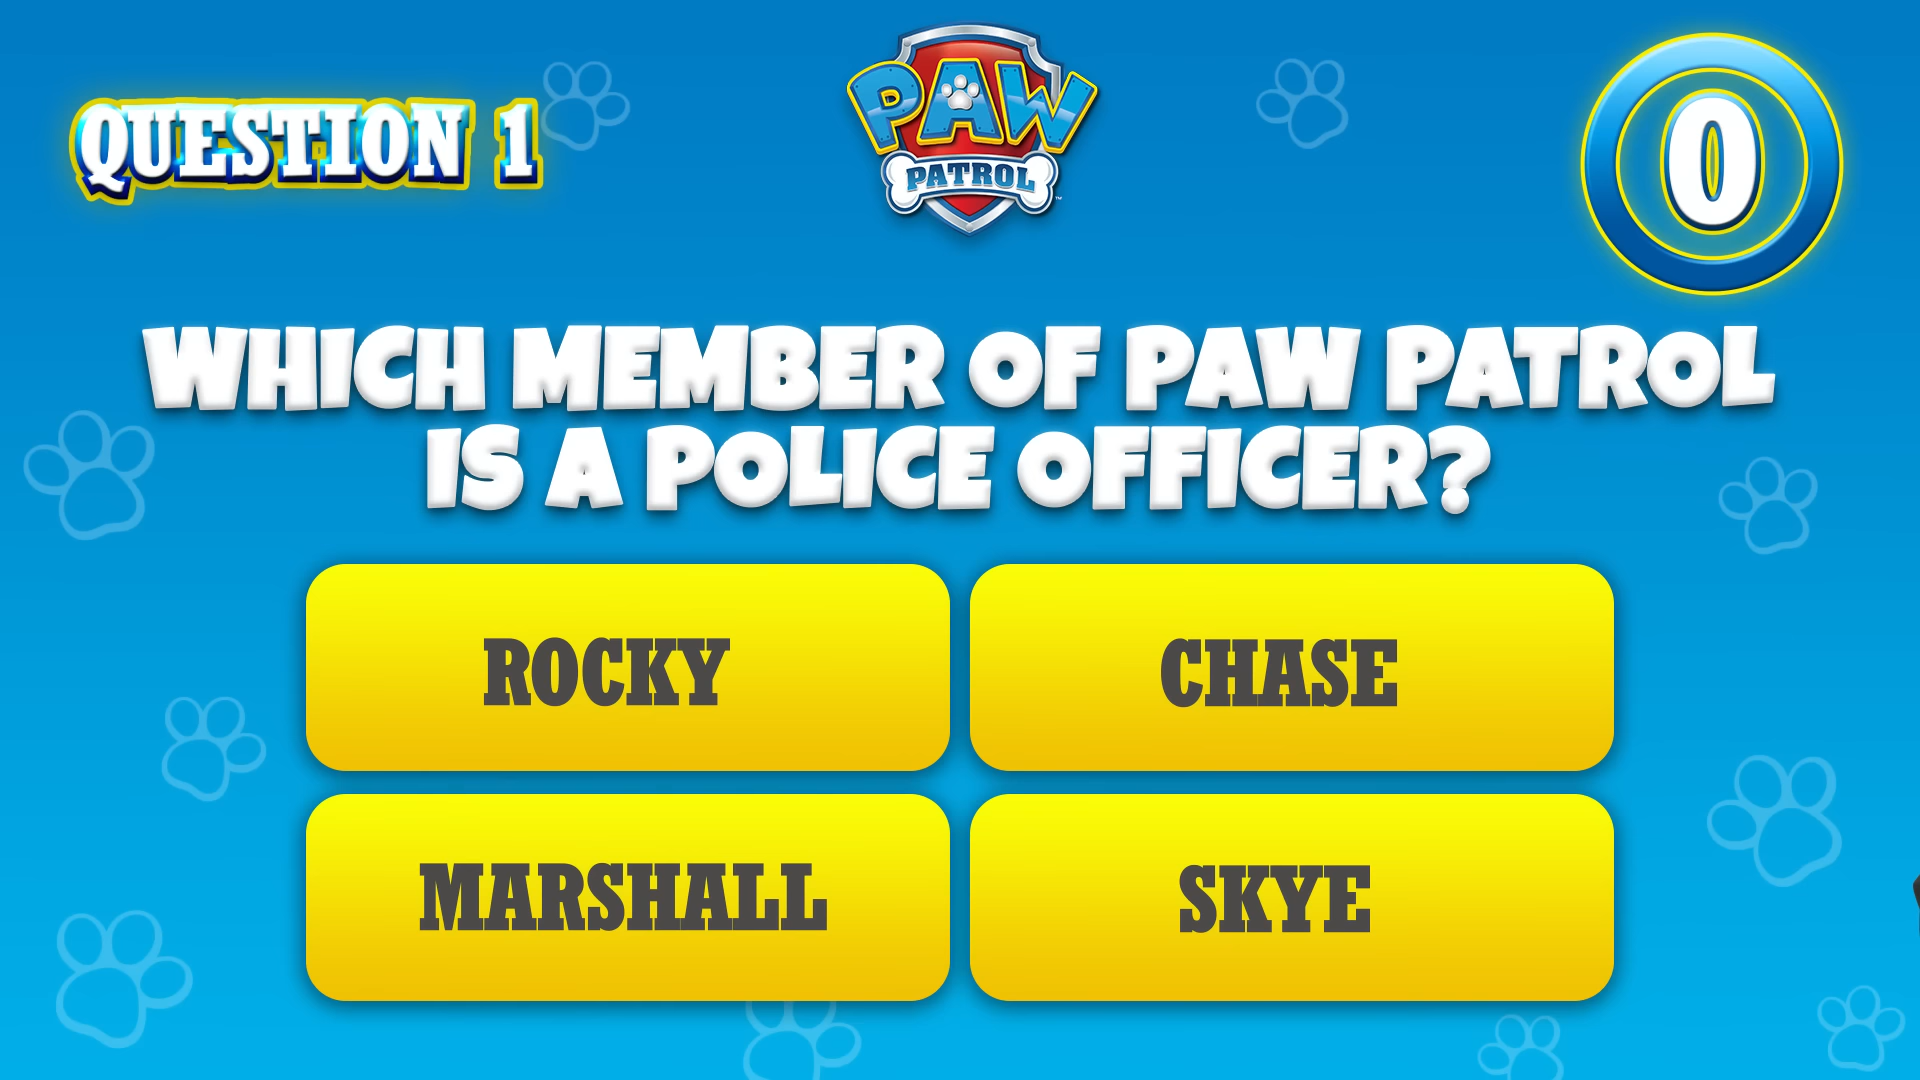 QUESTION 1
PAW
PATROL
0
WHICH MEMBER OF PAW PATROL
IS A POLICE OFFICER?
ROCKY
CHASE
MARSHALL
SKYE